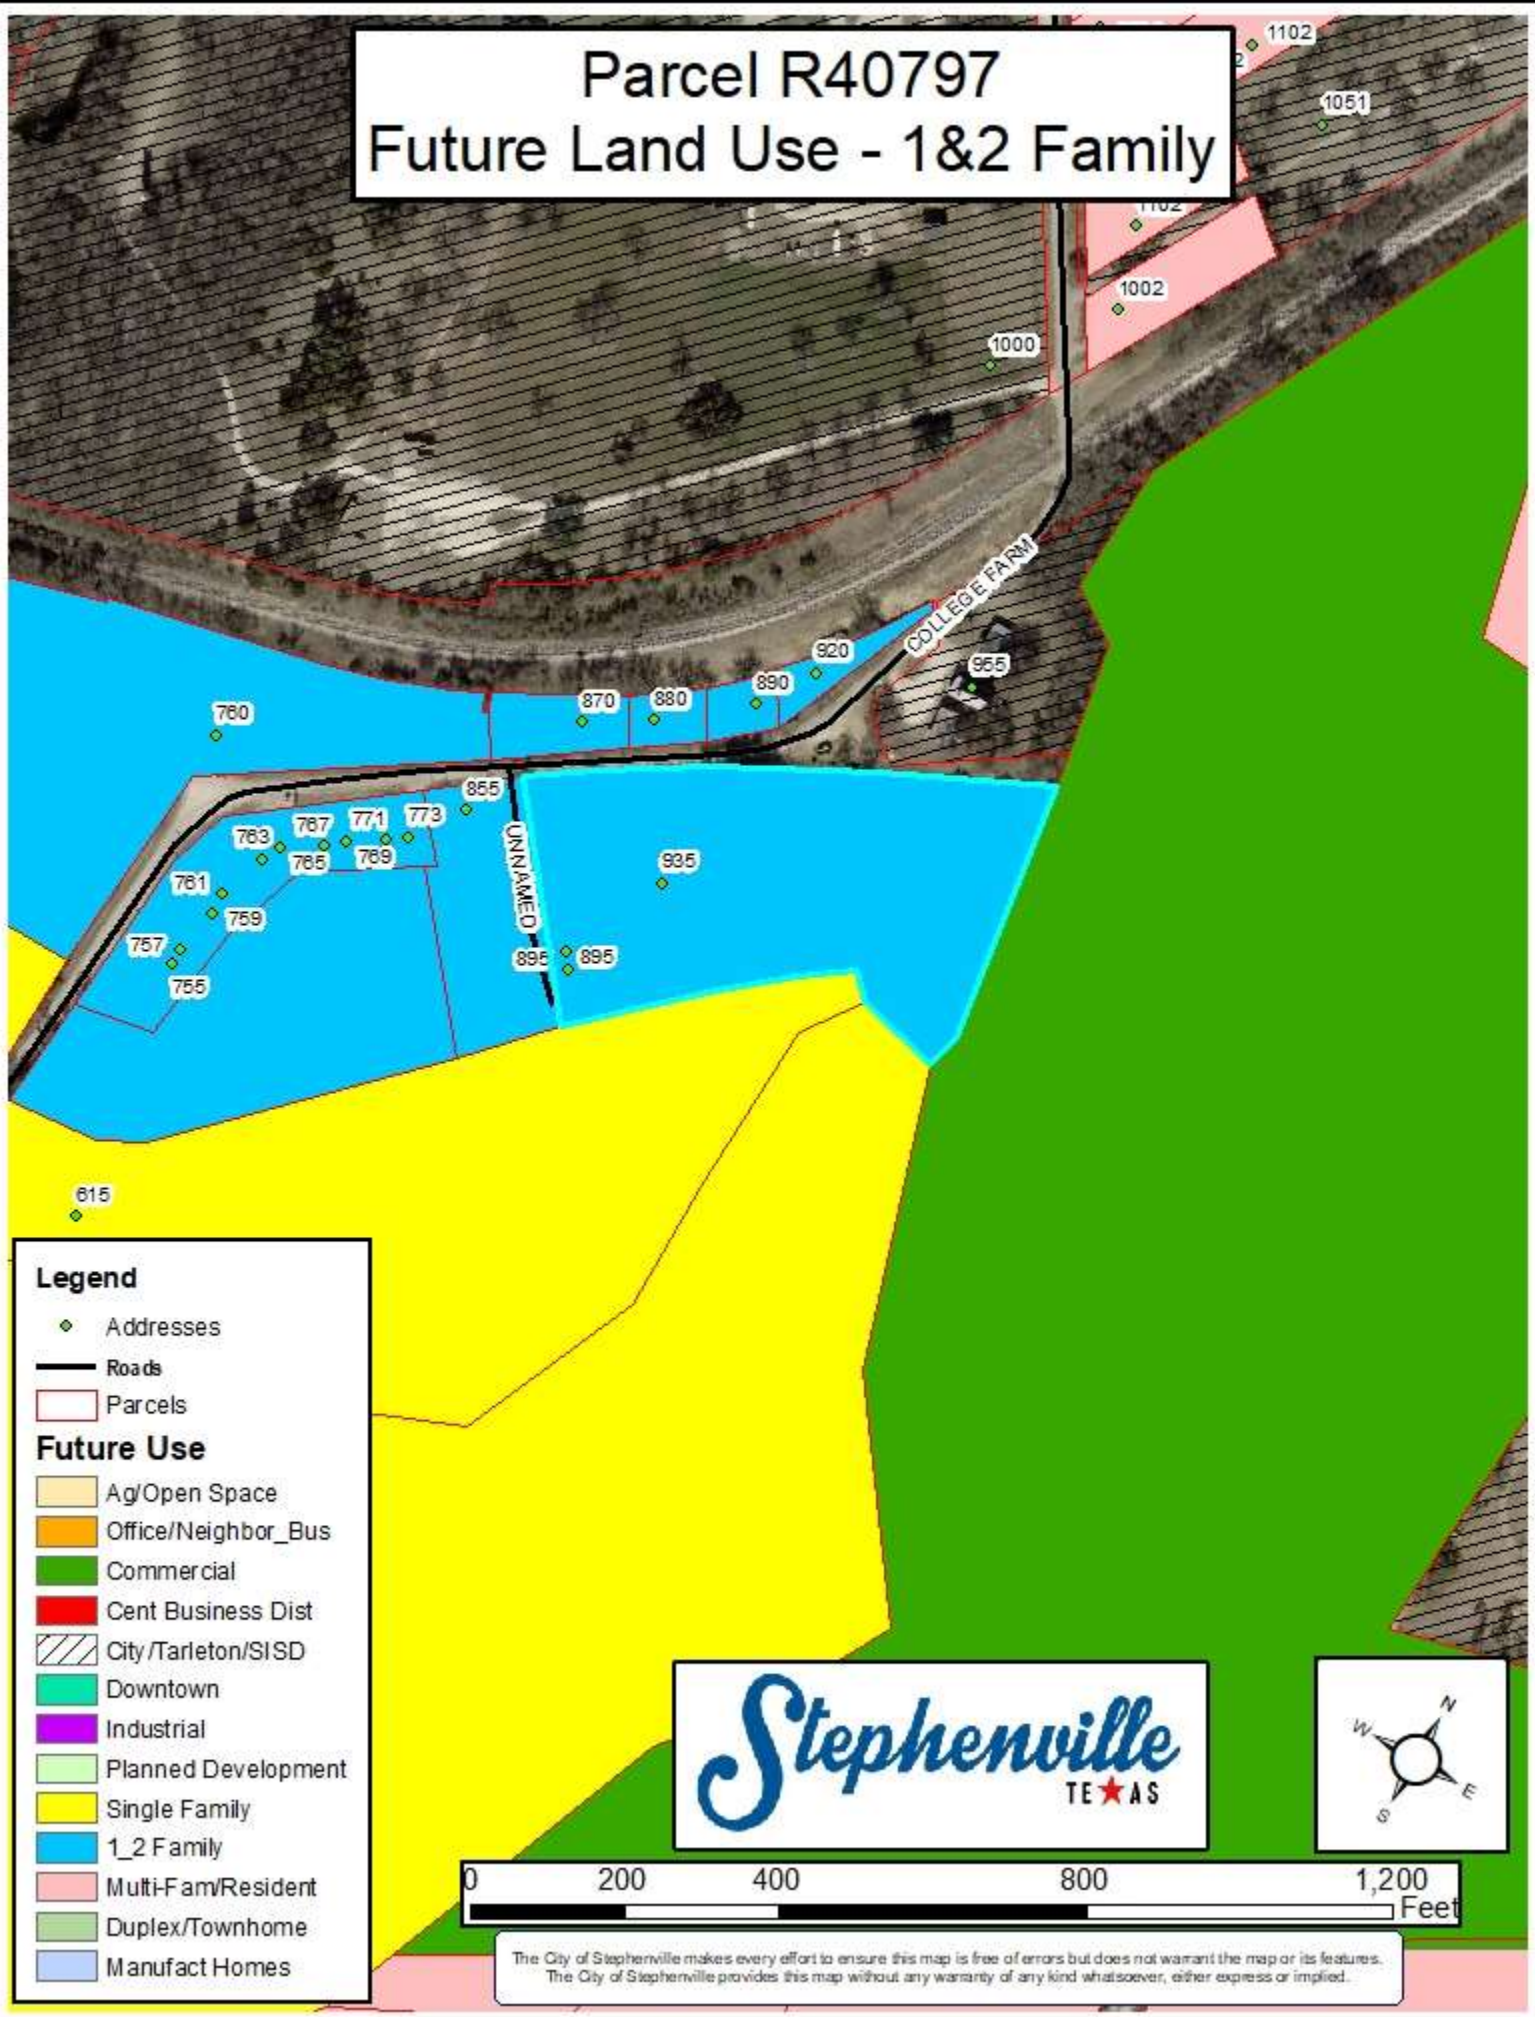 Parcel R40797
Future Land Use - 1&2 Family
1102
1051
1102
1002
1000
COLLEGE FARM
920
955
890
870
880
760
855
773
771
767
763
765
769
UNNAMED
935
761
759
757
755
895
895
615
Legend
Addresses
Roads
Parcels
Future Use
Ag/Open Space
Office/Neighbor_Bus
Commercial
Cent Business Dist
City/Tarleton/SISD
Downtown
Industrial
Planned Development
Single Family
1_2 Family
Multi-Fam/Resident
Duplex/Townhome
Manufact Homes
Stephenville
TEXAS
N
W
E
S
0 200 400 800 1,200
Feet
The City of Stephenville makes every effort to ensure this map is free of errors but does not warrant the map or its features.
The City of Stephenville provides this map without any warranty of any kind whatsoever, either express or implied.